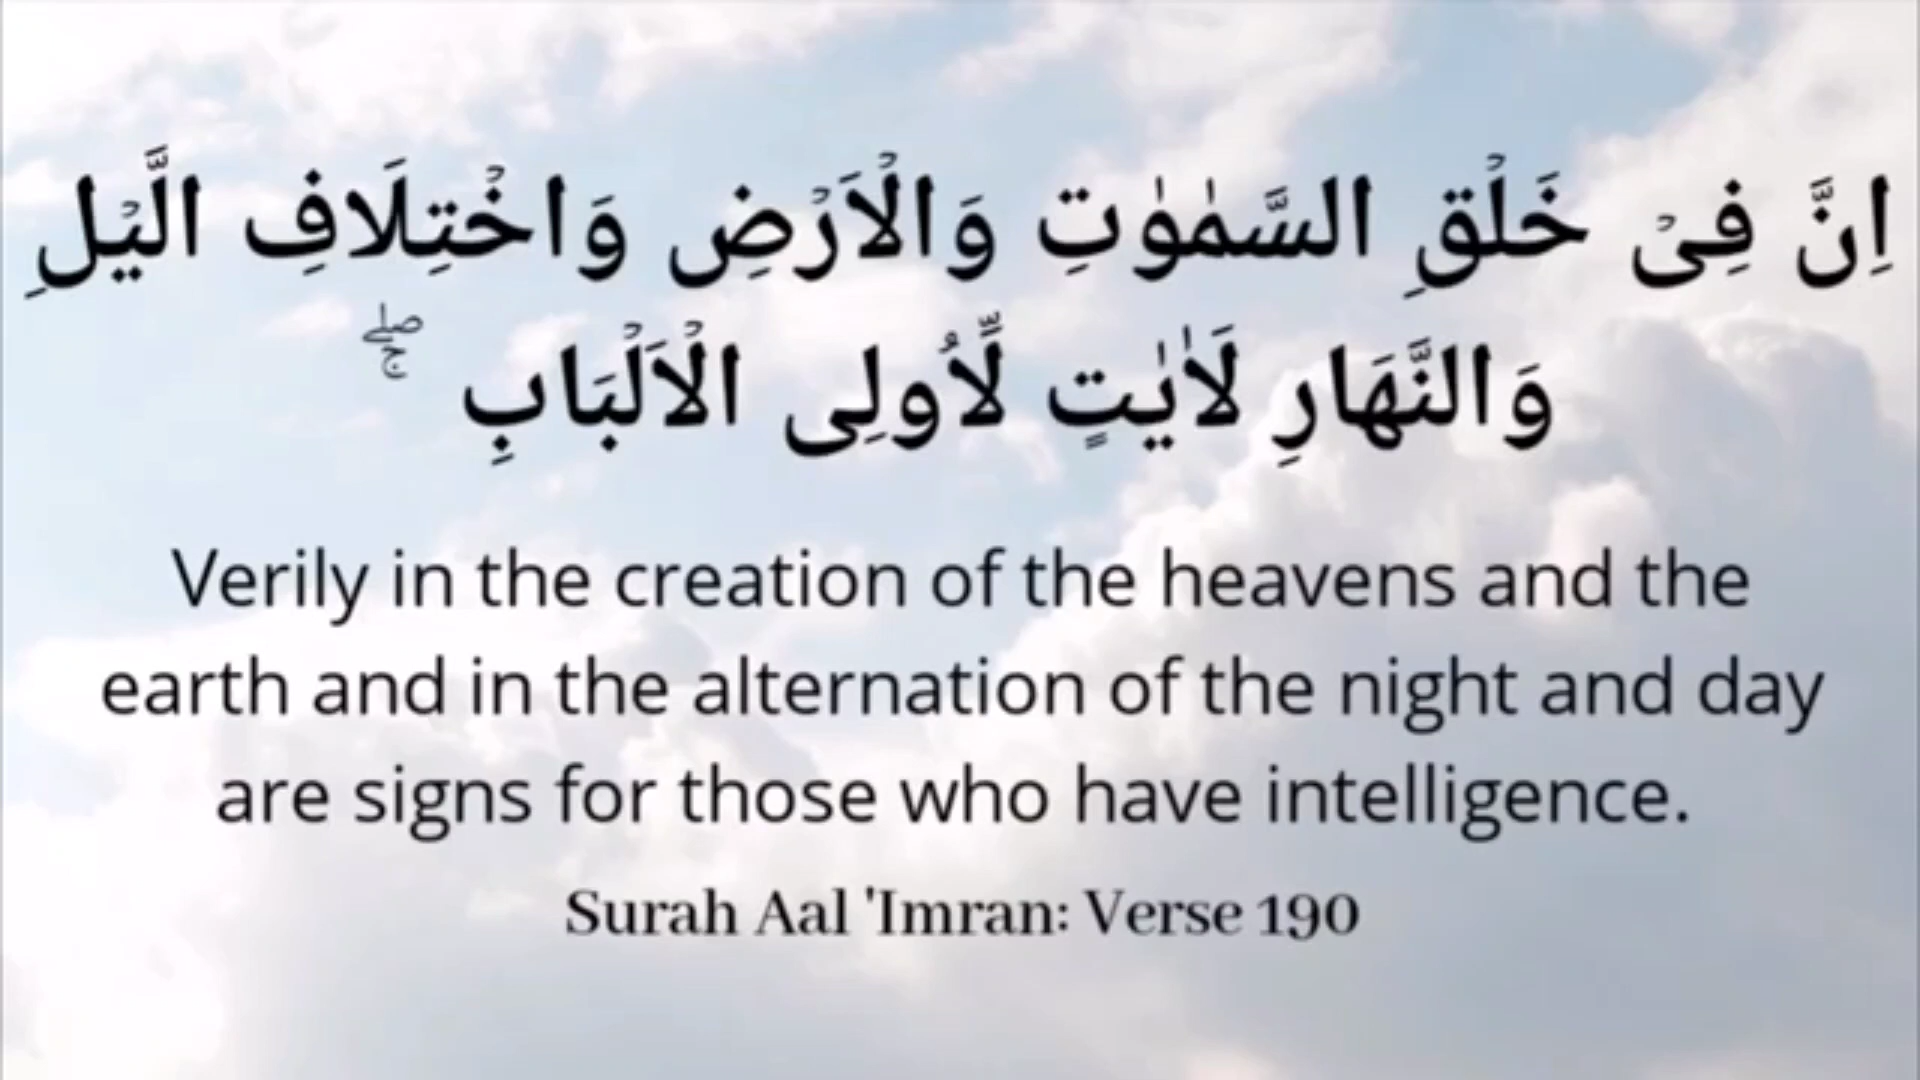 اِنَّ فِىۡ خَلۡقِ السَّمٰوٰتِ وَالۡاَرۡضِ وَاخۡتِلَافِ الَّيۡلِ
وَالنَّهَارِ لَاٰيٰتٍ لِّاُولِى الۡاَلۡبَابِ ۚۖ
Verily in the creation of the heavens and the
earth and in the alternation of the night and day
are signs for those who have intelligence.
Surah Aal 'Imran: Verse 190